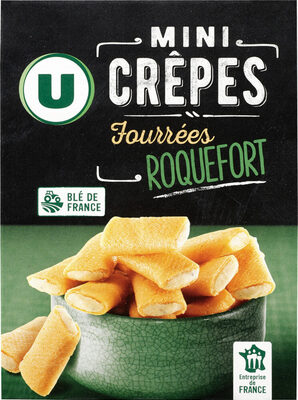 U
MINI
CRÊPES
Fourrées
ROQUEFORT
BLÉ DE
FRANCE
Entreprise
de
FRANCE